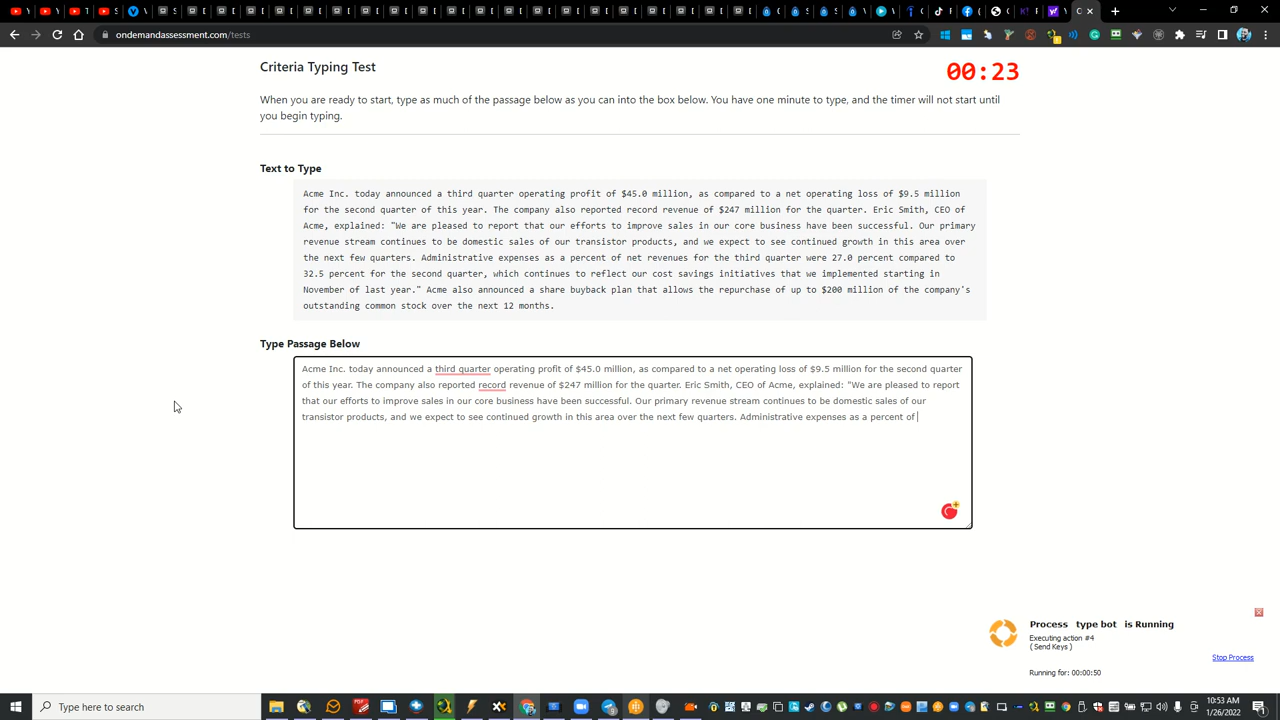 ondemandassessment.com/tests
Criteria Typing Test
00:23
When you are ready to start, type as much of the passage below as you can into the box below. You have one minute to type, and the timer will not start until
you begin typing.
Text to Type
Acme Inc. today announced a third quarter operating profit of $45.0 million, as compared to a net operating loss of $9.5 million
for the second quarter of this year. The company also reported record revenue of $247 million for the quarter. Eric Smith, CEO of
Acme, explained: "We are pleased to report that our efforts to improve sales in our core business have been successful. Our primary
revenue stream continues to be domestic sales of our transistor products, and we expect to see continued growth in this area over
the next few quarters. Administrative expenses as a percent of net revenues for the third quarter were 27.0 percent compared to
32.5 percent for the second quarter, which continues to reflect our cost savings initiatives that we implemented starting in
November of last year." Acme also announced a share buyback plan that allows the repurchase of up to $200 million of the company's
outstanding common stock over the next 12 months.
Type Passage Below
Acme Inc. today announced a third quarter operating profit of $45.0 million, as compared to a net operating loss of $9.5 million for the second quarter
of this year. The company also reported record revenue of $247 million for the quarter. Eric Smith, CEO of Acme, explained: "We are pleased to report
that our efforts to improve sales in our core business have been successful. Our primary revenue stream continues to be domestic sales of our
transistor products, and we expect to see continued growth in this area over the next few quarters. Administrative expenses as a percent of
Process type bot is Running
Executing action #4
( Send Keys )
Stop Process
Running for: 00:00:50
Type here to search
10:53 AM
1/26/2022